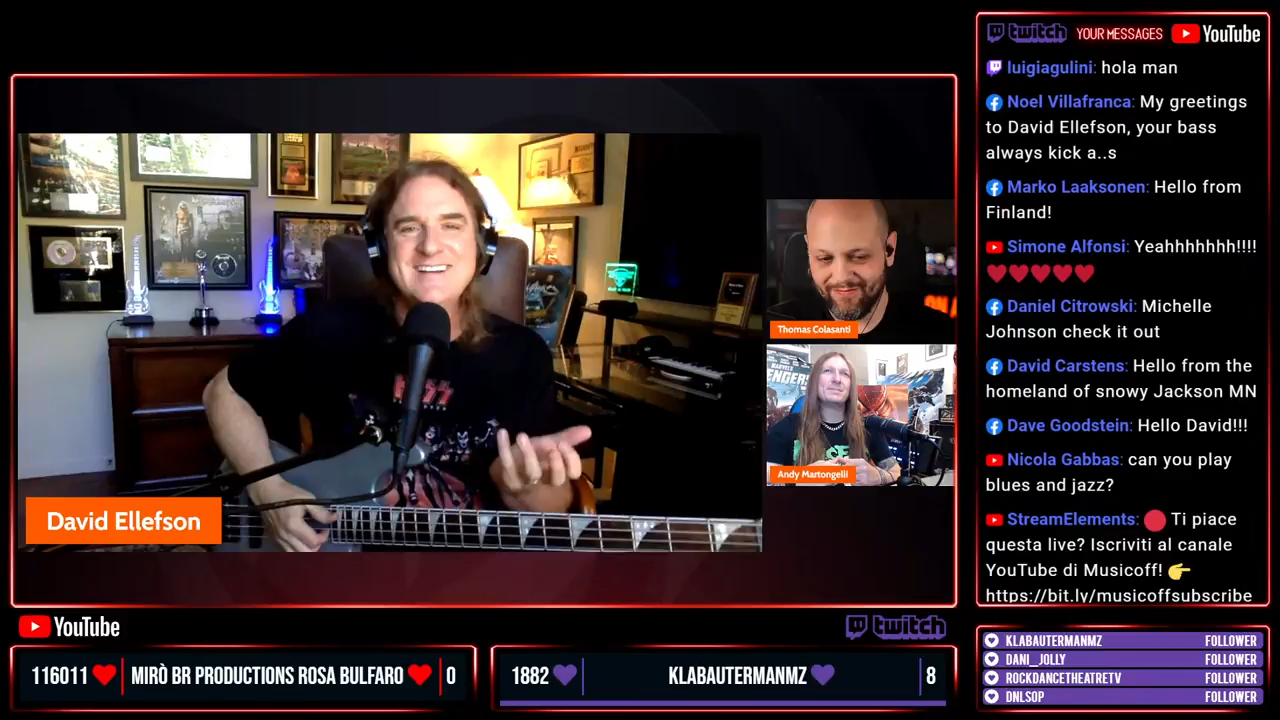 twitch YOUR MESSAGES YouTube
luigiagulini: hola man
Noel Villafranca: My greetings
to David Ellefson, your bass
always kick a..s
Marko Laaksonen: Hello from
Finland!
Simone Alfonsi: Yeahhhhhhh!!!!
♥♥♥♥♥
Daniel Citrowski: Michelle
Johnson check it out
David Carstens: Hello from the
homeland of snowy Jackson MN
Dave Goodstein: Hello David!!!
Nicola Gabbas: can you play
blues and jazz?
StreamElements: 🔴 Ti piace
questa live? Iscriviti al canale
YouTube di Musicoff! 👉
https://bit.ly/musicoffsubscribe
KISS
David Ellefson
Thomas Colasanti
Andy Martongelli
YouTube
twitch
116011 ♥ MIRÒ BR PRODUCTIONS ROSA BULFARO ♥ 0
1882 KLABAUTERMANMZ 8
KLABAUTERMANMZ FOLLOWER
DANI_JOLLY FOLLOWER
ROCKDANCETHEATRETV FOLLOWER
DNLSOP FOLLOWER